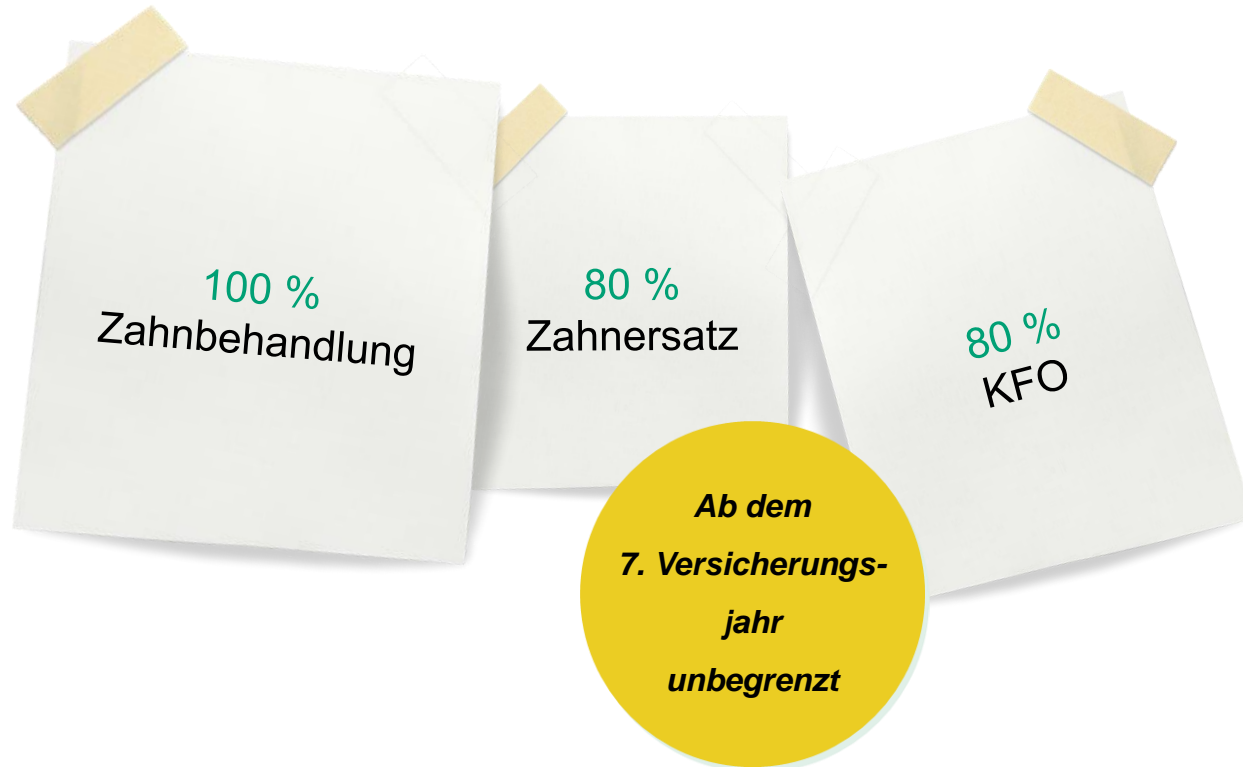 100 %
Zahnbehandlung
80 %
Zahnersatz
80 %
KFO
Ab dem
7. Versicherungs-
jahr
unbegrenzt